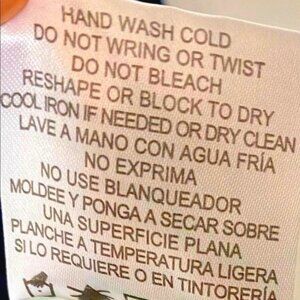 HAND WASH COLD
DO NOT WRING OR TWIST
DO NOT BLEACH
RESHAPE OR BLOCK TO DRY
COOL IRON IF NEEDED OR DRY CLEAN
LAVE A MANO CON AGUA FRÍA
NO EXPRIMA
NO USE BLANQUEADOR
MOLDEE Y PONGA A SECAR SOBRE
UNA SUPERFICIE PLANA
PLANCHE A TEMPERATURA LIGERA
SI LO REQUIERE O EN TINTORERÍA